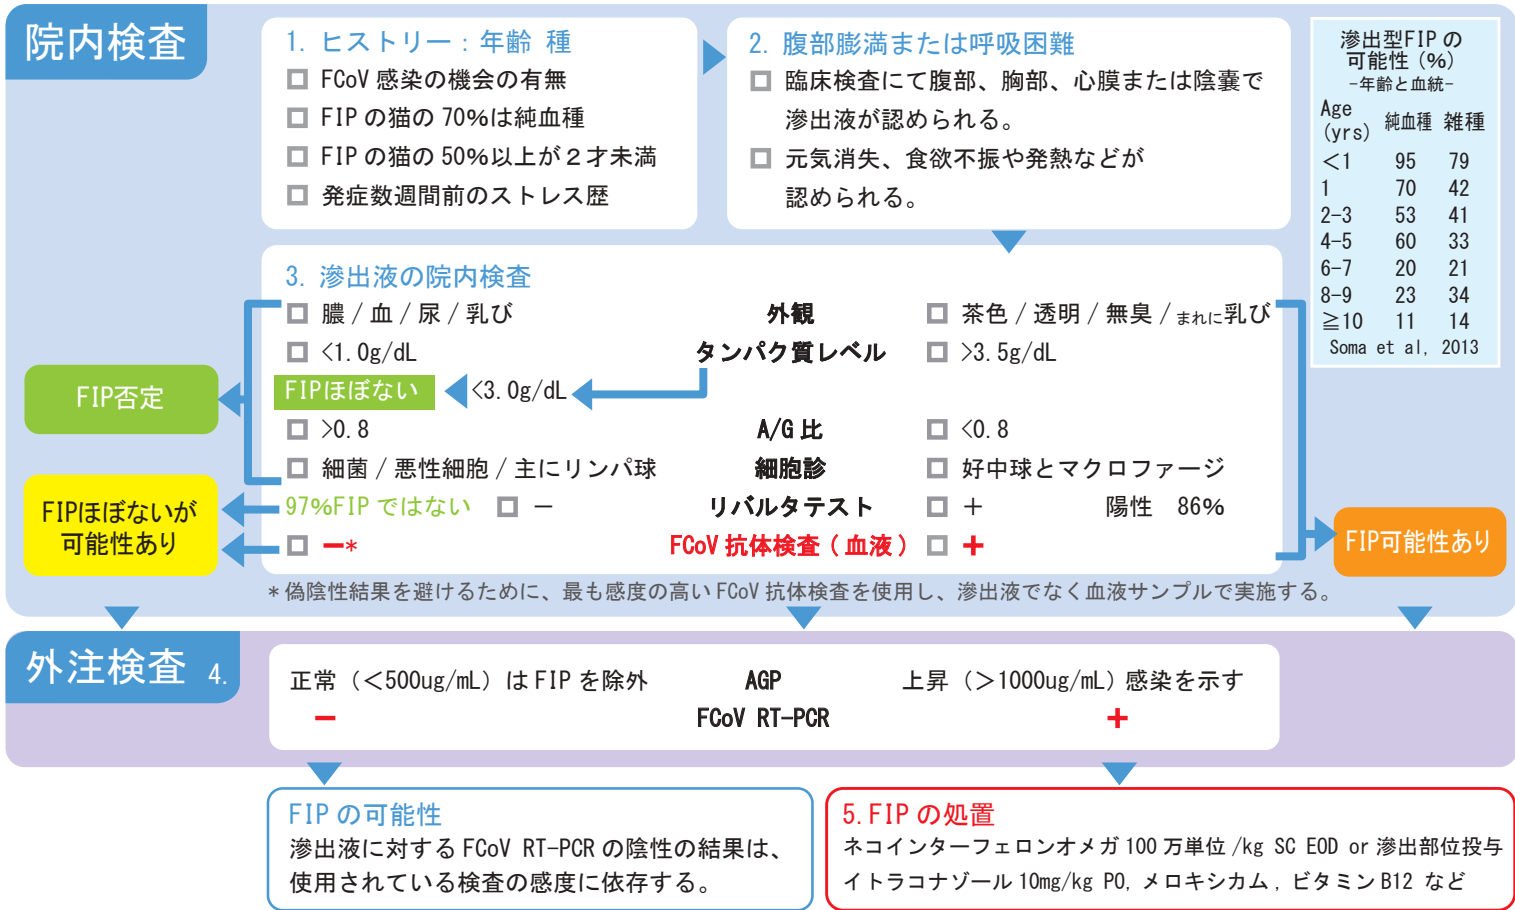 院内検査
1. ヒストリー：年齢 種
FCoV 感染の機会の有無
FIP の猫の 70%は純血種
FIP の猫の 50%以上が２才未満
発症数週間前のストレス歴
2. 腹部膨満または呼吸困難
臨床検査にて腹部、胸部、心膜または陰嚢で
滲出液が認められる。
元気消失、食欲不振や発熱などが
認められる。
滲出型FIP の
可能性 (%)
-年齢と血統-
Age (yrs) 純血種 雑種
＜1 95 79
1 70 42
2-3 53 41
4-5 60 33
6-7 20 21
8-9 23 34
≧10 11 14
Soma et al, 2013
3. 滲出液の院内検査
膿 / 血 / 尿 / 乳び 外観 茶色 / 透明 / 無臭 / まれに乳び
<1.0g/dL タンパク質レベル >3.5g/dL
FIPほぼない <3.0g/dL
>0.8 A/G 比 <0.8
細菌 / 悪性細胞 / 主にリンパ球 細胞診 好中球とマクロファージ
97%FIP ではない － リバルタテスト ＋ 陽性 86%
－* FCoV 抗体検査 ( 血液 ) ＋
FIP否定
FIPほぼないが
可能性あり
FIP可能性あり
* 偽陰性結果を避けるために、最も感度の高い FCoV 抗体検査を使用し、滲出液でなく血液サンプルで実施する。
外注検査 4.
正常（＜500ug/mL）は FIP を除外 AGP 上昇（＞1000ug/mL）感染を示す
－ FCoV RT-PCR ＋
FIP の可能性
滲出液に対する FCoV RT-PCR の陰性の結果は、
使用されている検査の感度に依存する。
5. FIP の処置
ネコインターフェロンオメガ 100 万単位 /kg SC EOD or 滲出部位投与
イトラコナゾール 10mg/kg PO, メロキシカム , ビタミン B12 など